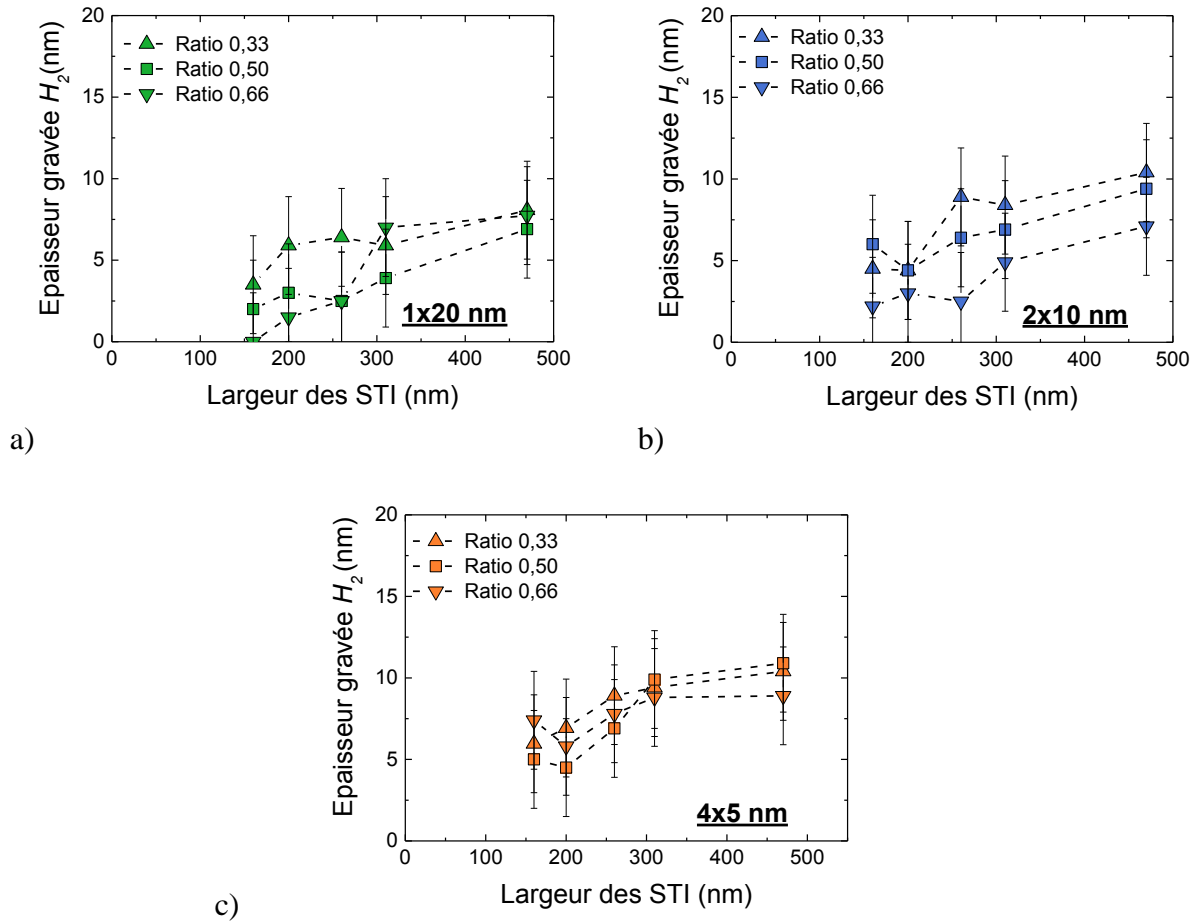 20
15
10
5
0
Epaisseur gravée H2 (nm)
Ratio 0,33
Ratio 0,50
Ratio 0,66
1x20 nm
0 100 200 300 400 500
Largeur des STI (nm)
a)
20
15
10
5
0
Epaisseur gravée H2 (nm)
Ratio 0,33
Ratio 0,50
Ratio 0,66
2x10 nm
0 100 200 300 400 500
Largeur des STI (nm)
b)
20
15
10
5
0
Epaisseur gravée H2 (nm)
Ratio 0,33
Ratio 0,50
Ratio 0,66
4x5 nm
0 100 200 300 400 500
Largeur des STI (nm)
c)